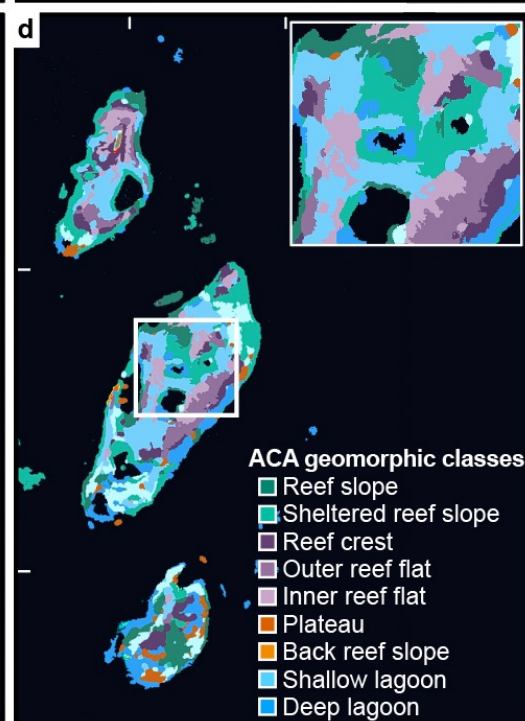 d
ACA geomorphic classes
Reef slope
Sheltered reef slope
Reef crest
Outer reef flat
Inner reef flat
Plateau
Back reef slope
Shallow lagoon
Deep lagoon